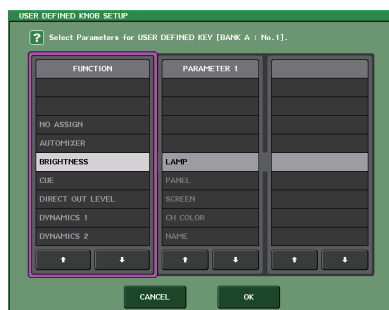 USER DEFINED KNOB SETUP
? Select Parameters for USER DEFINED KEY [BANK A : No.1].
FUNCTION
NO ASSIGN
AUTOMIXER
BRIGHTNESS
CUE
DIRECT OUT LEVEL
DYNAMICS 1
DYNAMICS 2
PARAMETER 1
LAMP
PANEL
SCREEN
CH COLOR
NAME
CANCEL
OK